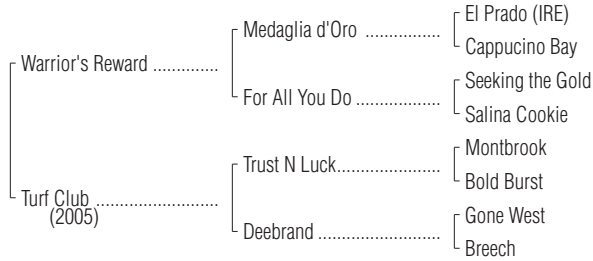 El Prado (IRE)
Medaglia d'Oro ................
Cappucino Bay
Warrior's Reward ..............
Seeking the Gold
For All You Do ..................
Salina Cookie
Montbrook
Trust N Luck......................
Bold Burst
Turf Club ..........................
(2005)
Gone West
Deebrand ..........................
Breech